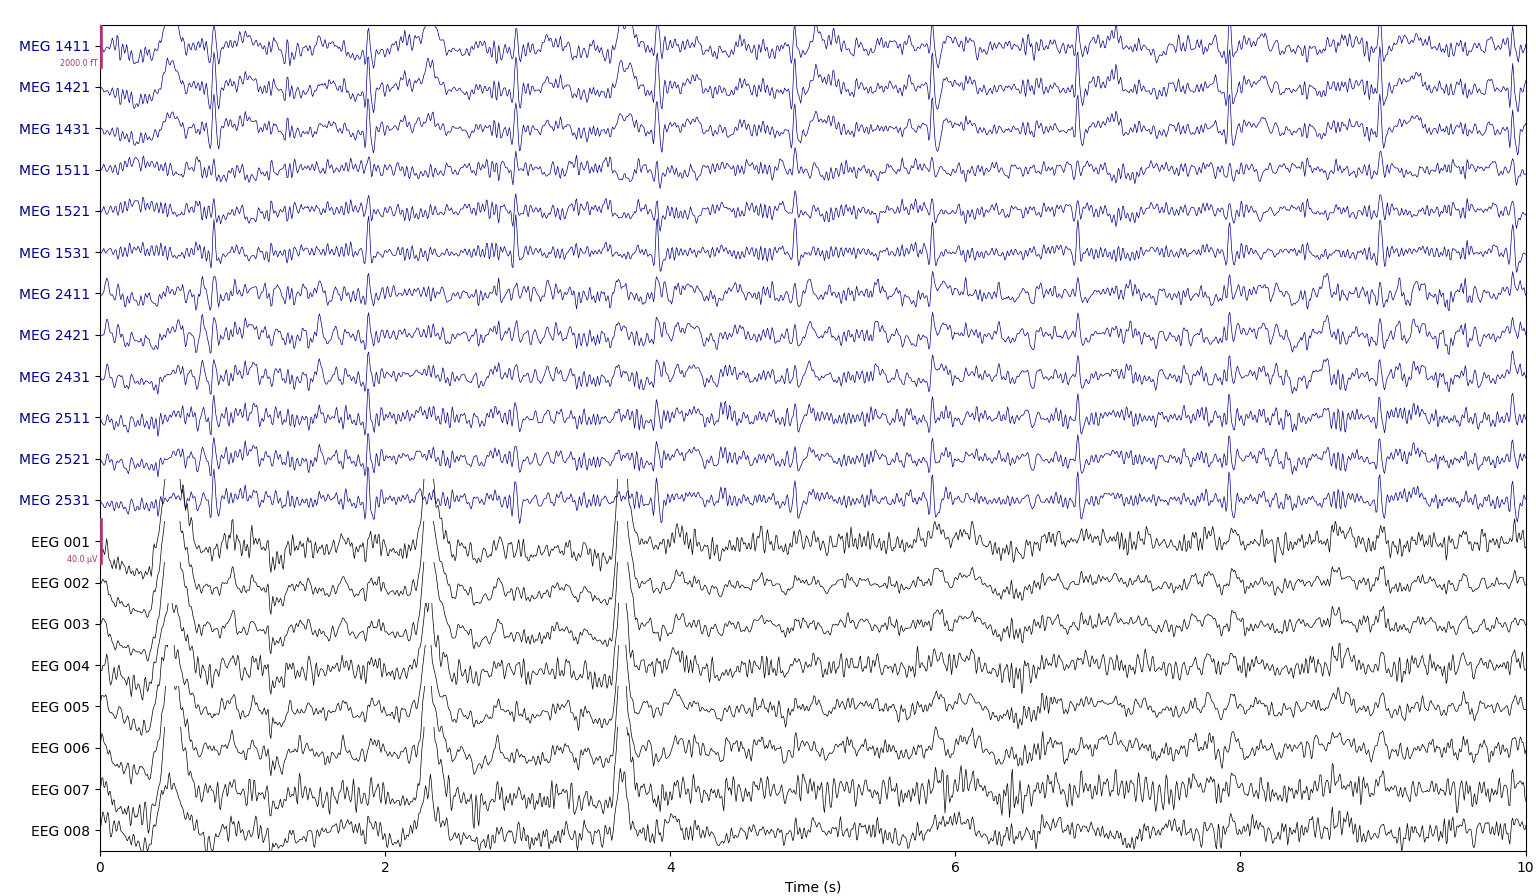 MEG 1411
2000.0 fT
MEG 1421
MEG 1431
MEG 1511
MEG 1521
MEG 1531
MEG 2411
MEG 2421
MEG 2431
MEG 2511
MEG 2521
MEG 2531
EEG 001
40.0 µV
EEG 002
EEG 003
EEG 004
EEG 005
EEG 006
EEG 007
EEG 008
0 2 4 6 8 10
Time (s)